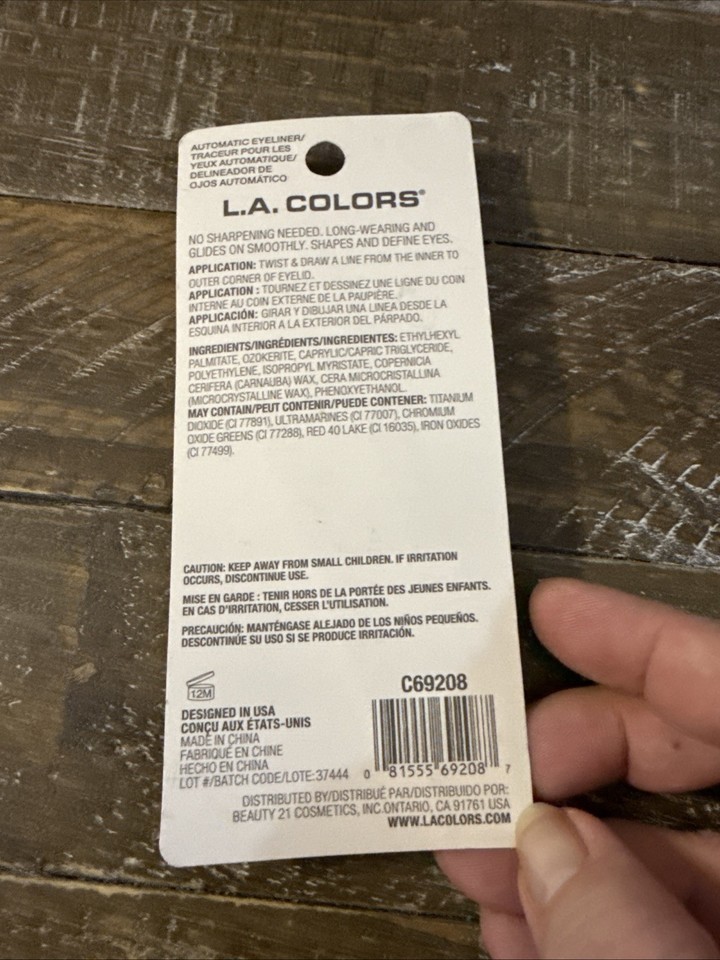 AUTOMATIC EYELINER/
TRACEUR POUR LES
YEUX AUTOMATIQUE/
DELINEADOR DE
OJOS AUTOMÁTICO
L.A. COLORS®
NO SHARPENING NEEDED. LONG-WEARING AND
GLIDES ON SMOOTHLY. SHAPES AND DEFINE EYES.
APPLICATION: TWIST & DRAW A LINE FROM THE INNER TO
OUTER CORNER OF EYELID.
APPLICATION : TOURNEZ ET DESSINEZ UNE LIGNE DU COIN
INTERNE AU COIN EXTERNE DE LA PAUPIÈRE.
APPLICACIÓN: GIRAR Y DIBUJAR UNA LINEA DESDE LA
ESQUINA INTERIOR A LA EXTERIOR DEL PÁRPADO.
INGREDIENTS/INGRÉDIENTS/INGREDIENTES: ETHYLHEXYL
PALMITATE, OZOKERITE, CAPRYLIC/CAPRIC TRIGLYCERIDE,
POLYETHYLENE, ISOPROPYL MYRISTATE, COPERNICIA
CERIFERA (CARNAUBA) WAX, CERA MICROCRISTALLINA
(MICROCRYSTALLINE WAX), PHENOXYETHANOL.
MAY CONTAIN/PEUT CONTENIR/PUEDE CONTENER: TITANIUM
DIOXIDE (CI 77891), ULTRAMARINES (CI 77007), CHROMIUM
OXIDE GREENS (CI 77288), RED 40 LAKE (CI 16035), IRON OXIDES
(CI 77499).
CAUTION: KEEP AWAY FROM SMALL CHILDREN. IF IRRITATION
OCCURS, DISCONTINUE USE.
MISE EN GARDE : TENIR HORS DE LA PORTÉE DES JEUNES ENFANTS.
EN CAS D'IRRITATION, CESSER L'UTILISATION.
PRECAUCIÓN: MANTÉNGASE ALEJADO DE LOS NIÑOS PEQUEÑOS.
DESCONTINÚE SU USO SI SE PRODUCE IRRITACIÓN.
12M
C69208
DESIGNED IN USA
CONÇU AUX ÉTATS-UNIS
MADE IN CHINA
FABRIQUÉ EN CHINE
HECHO EN CHINA
LOT #/BATCH CODE/LOTE: 37444
0 81555 69208 7
DISTRIBUTED BY/DISTRIBUÉ PAR/DISTRIBUIDO POR:
BEAUTY 21 COSMETICS, INC.ONTARIO, CA 91761 USA
WWW.LACOLORS.COM